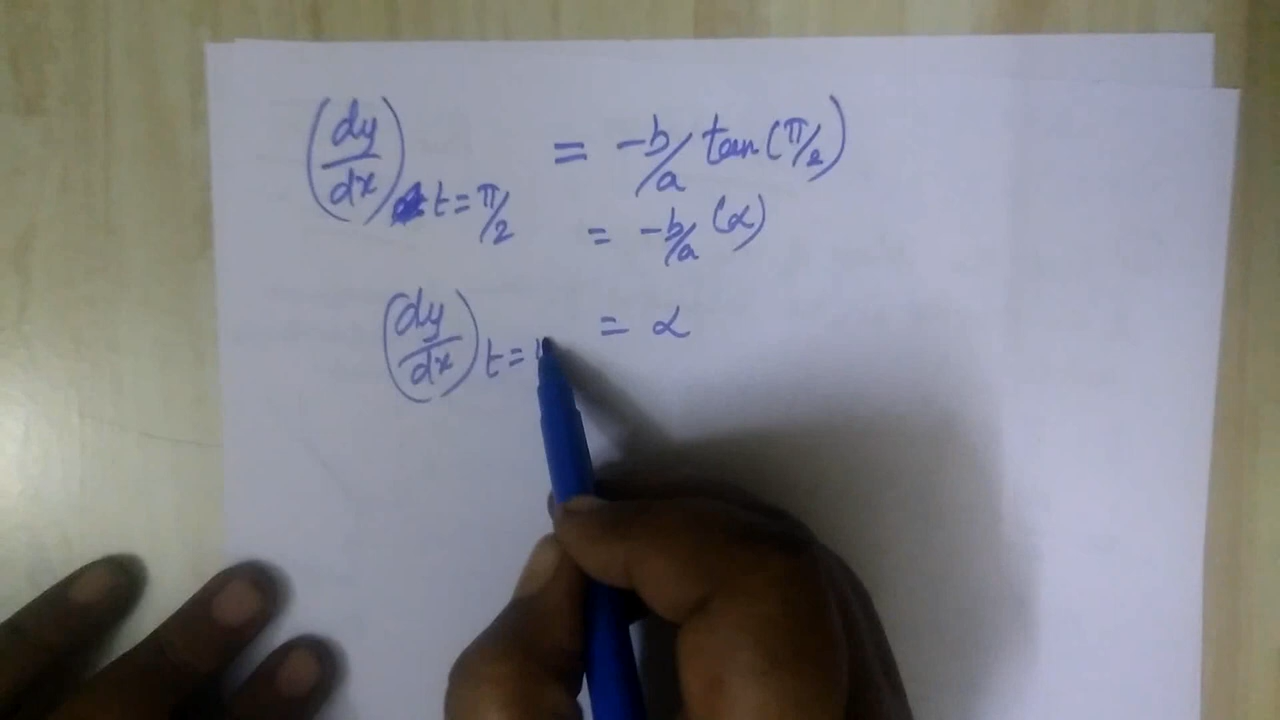 (dy/dx) t = π/2 = -b/a tan(π/2)
= -b/a (α)
(dy/dx) t = = α